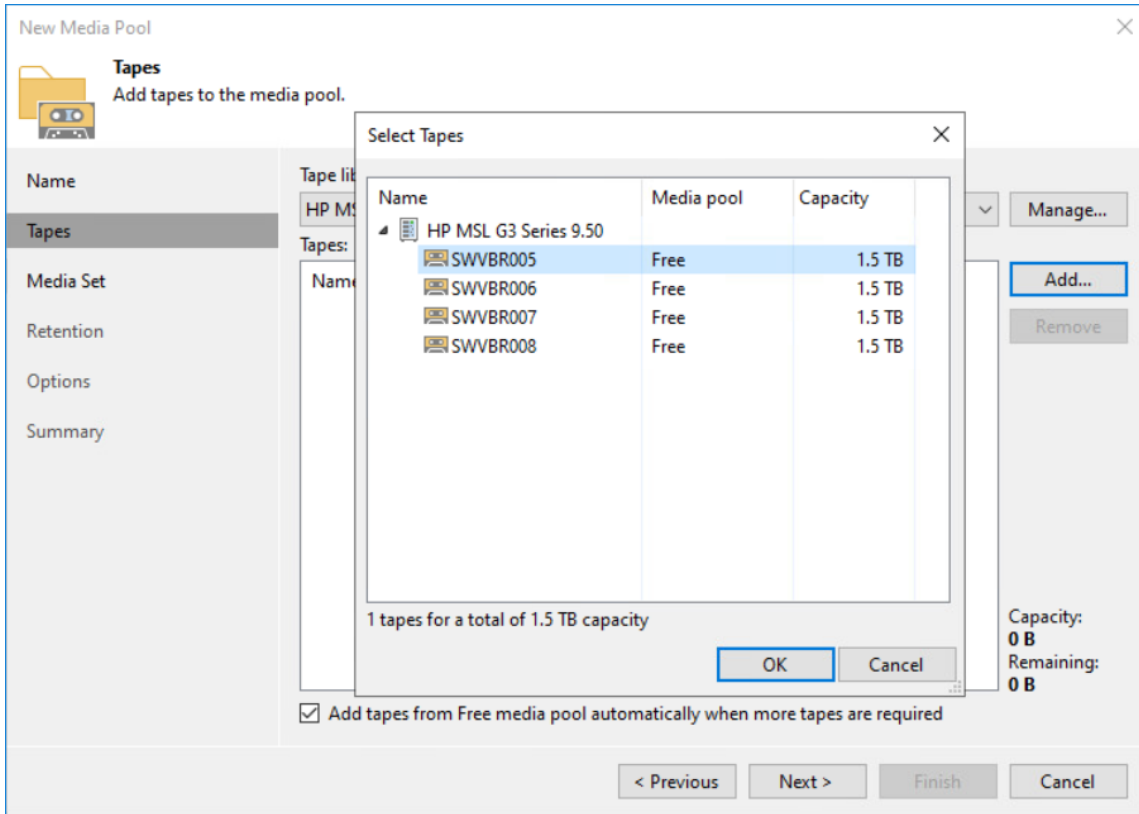 New Media Pool
Tapes
Add tapes to the media pool.
Name
Tapes
Media Set
Retention
Options
Summary
Tape
HP
Manage...
Tapes:
Add...
Remove
Select Tapes
Name Media pool Capacity
HP MSL G3 Series 9.50
SWVBR005 Free 1.5 TB
SWVBR006 Free 1.5 TB
SWVBR007 Free 1.5 TB
SWVBR008 Free 1.5 TB
1 tapes for a total of 1.5 TB capacity
OK Cancel
Capacity:
0 B
Remaining:
0 B
Add tapes from Free media pool automatically when more tapes are required
< Previous Next > Finish Cancel